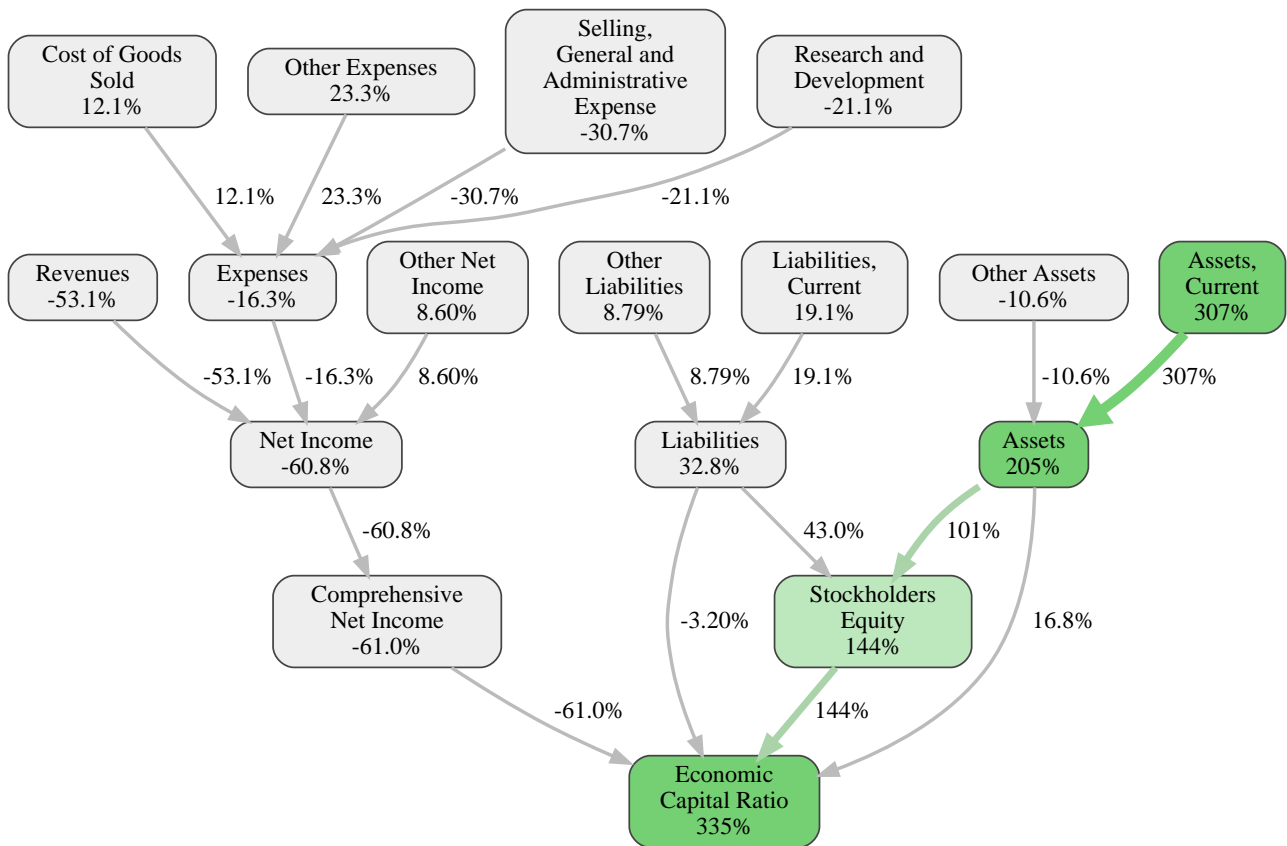 Cost of Goods
Sold
12.1%
Other Expenses
23.3%
Selling,
General and
Administrative
Expense
-30.7%
Research and
Development
-21.1%
12.1%
23.3%
-30.7%
-21.1%
Revenues
-53.1%
Expenses
-16.3%
Other Net
Income
8.60%
Other
Liabilities
8.79%
Liabilities,
Current
19.1%
Other Assets
-10.6%
Assets,
Current
307%
-53.1%
-16.3%
8.60%
8.79%
19.1%
-10.6%
307%
Net Income
-60.8%
Liabilities
32.8%
Assets
205%
-60.8%
43.0%
101%
Comprehensive
Net Income
-61.0%
-3.20%
Stockholders
Equity
144%
16.8%
-61.0%
144%
Economic
Capital Ratio
335%